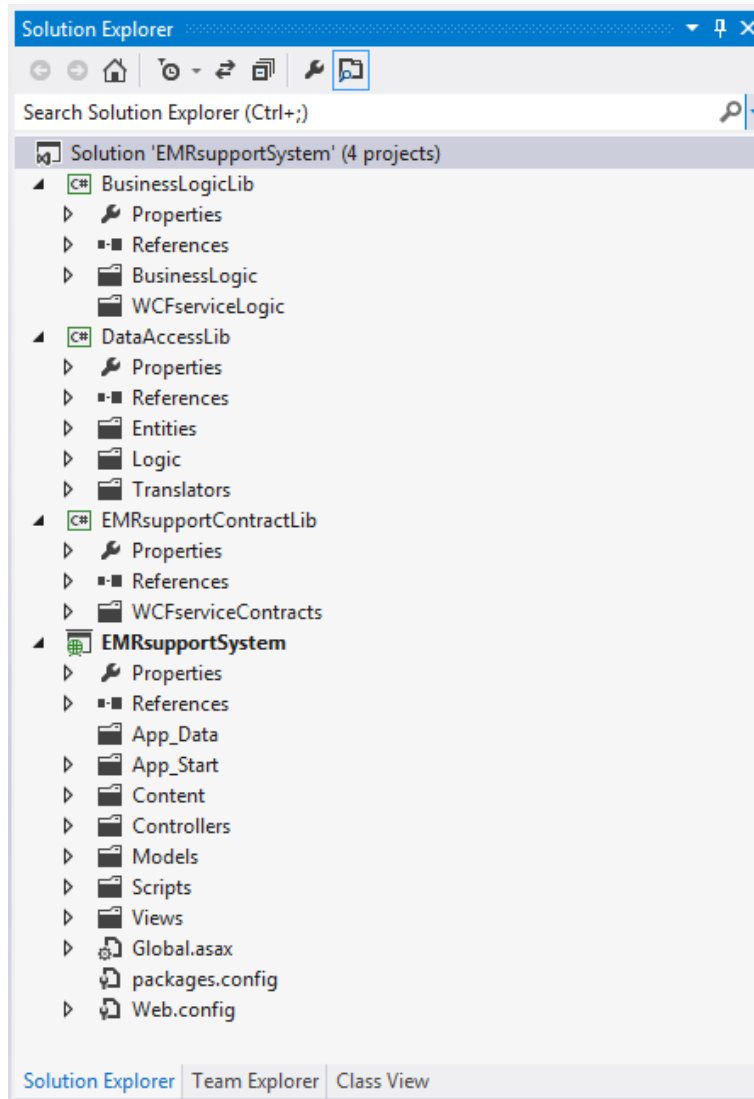 Solution Explorer
Search Solution Explorer (Ctrl+;)
Solution 'EMRsupportSystem' (4 projects)
C# BusinessLogicLib
Properties
References
BusinessLogic
WCFserviceLogic
C# DataAccessLib
Properties
References
Entities
Logic
Translators
C# EMRsupportContractLib
Properties
References
WCFserviceContracts
EMRsupportSystem
Properties
References
App_Data
App_Start
Content
Controllers
Models
Scripts
Views
Global.asax
packages.config
Web.config
Solution Explorer Team Explorer Class View